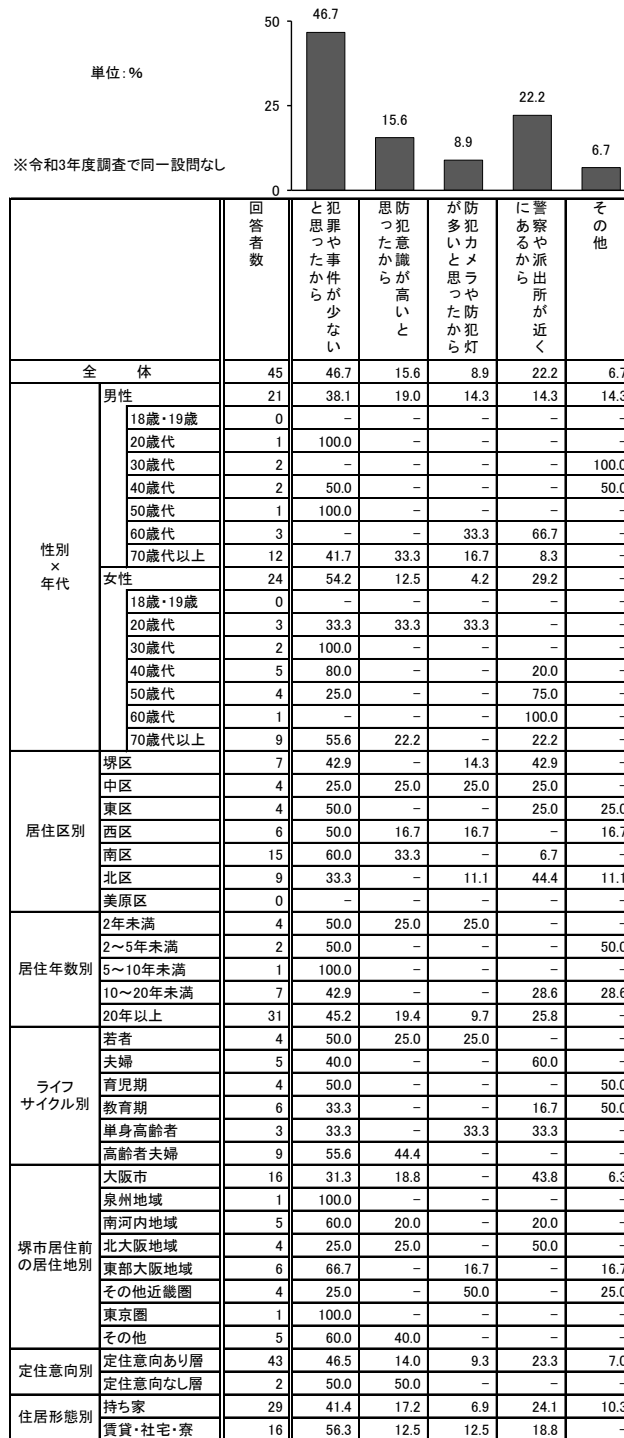 単位：％
※令和3年度調査で同一設問なし
50
25
0
46.7
15.6
8.9
22.2
6.7
回答者数
犯罪や事件が少ない
と思ったから
防犯意識が高いと
思ったから
防犯カメラや防犯灯
が多いと思ったから
警察や派出所が近く
にあるから
その他
全　体 45 46.7 15.6 8.9 22.2 6.7
性別
×
年代
男性 21 38.1 19.0 14.3 14.3 14.3
18歳・19歳 0 － － － － －
20歳代 1 100.0 － － － －
30歳代 2 － － － － 100.0
40歳代 2 50.0 － － － 50.0
50歳代 1 100.0 － － － －
60歳代 3 － － 33.3 66.7 －
70歳代以上 12 41.7 33.3 16.7 8.3 －
女性 24 54.2 12.5 4.2 29.2 －
18歳・19歳 0 － － － － －
20歳代 3 33.3 33.3 33.3 － －
30歳代 2 100.0 － － － －
40歳代 5 80.0 － － 20.0 －
50歳代 4 25.0 － － 75.0 －
60歳代 1 － － － 100.0 －
70歳代以上 9 55.6 22.2 － 22.2 －
居住区別
堺区 7 42.9 － 14.3 42.9 －
中区 4 25.0 25.0 25.0 25.0 －
東区 4 50.0 － － 25.0 25.0
西区 6 50.0 16.7 16.7 － 16.7
南区 15 60.0 33.3 － 6.7 －
北区 9 33.3 － 11.1 44.4 11.1
美原区 0 － － － － －
居住年数別
2年未満 4 50.0 25.0 25.0 － －
2～5年未満 2 50.0 － － － 50.0
5～10年未満 1 100.0 － － － －
10～20年未満 7 42.9 － － 28.6 28.6
20年以上 31 45.2 19.4 9.7 25.8 －
ライフ
サイクル別
若者 4 50.0 25.0 25.0 － －
夫婦 5 40.0 － － 60.0 －
育児期 4 50.0 － － － 50.0
教育期 6 33.3 － － 16.7 50.0
単身高齢者 3 33.3 － 33.3 33.3 －
高齢者夫婦 9 55.6 44.4 － － －
堺市居住前
の居住地別
大阪市 16 31.3 18.8 － 43.8 6.3
泉州地域 1 100.0 － － － －
南河内地域 5 60.0 20.0 － 20.0 －
北大阪地域 4 25.0 25.0 － 50.0 －
東部大阪地域 6 66.7 － 16.7 － 16.7
その他近畿圏 4 25.0 － 50.0 － 25.0
東京圏 1 100.0 － － － －
その他 5 60.0 40.0 － － －
定住意向別
定住意向あり層 43 46.5 14.0 9.3 23.3 7.0
定住意向なし層 2 50.0 50.0 － － －
住居形態別
持ち家 29 41.4 17.2 6.9 24.1 10.3
賃貸・社宅・寮 16 56.3 12.5 12.5 18.8 －